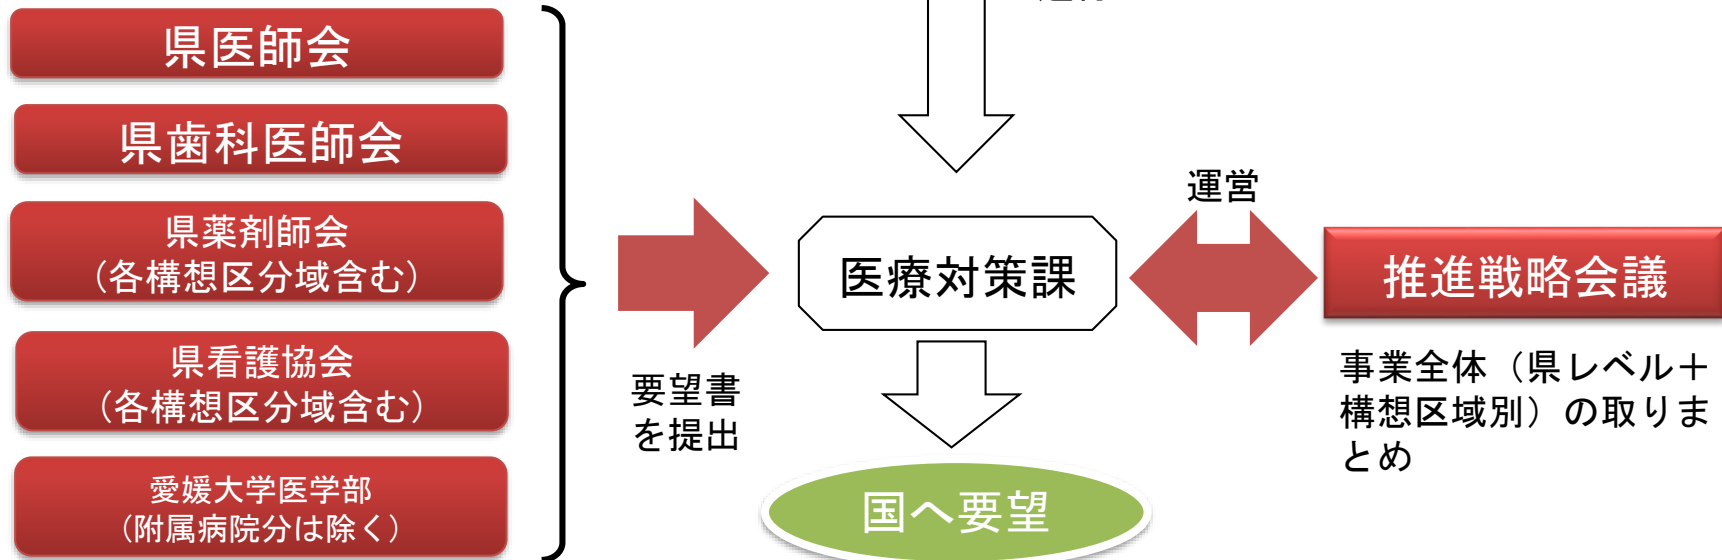 県医師会
県歯科医師会
県薬剤師会
（各構想区分域含む）
県看護協会
（各構想区分域含む）
愛媛大学医学部
（附属病院分は除く）
要望書
を提出
医療対策課
国へ要望
運営
推進戦略会議
事業全体（県レベル＋
構想区域別）の取りま
とめ